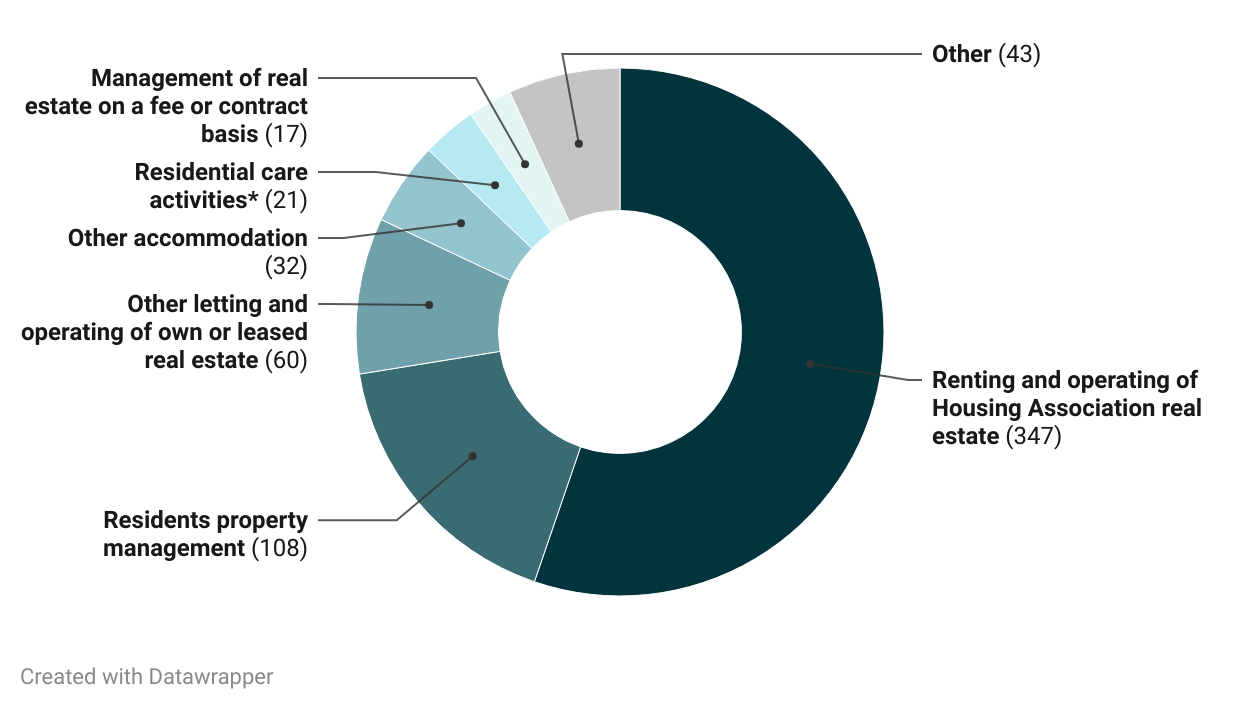 Other (43)
Management of real
estate on a fee or contract
basis (17)
Residential care
activities* (21)
Other accommodation
(32)
Other letting and
operating of own or leased
real estate (60)
Renting and operating of
Housing Association real
estate (347)
Residents property
management (108)
Created with Datawrapper